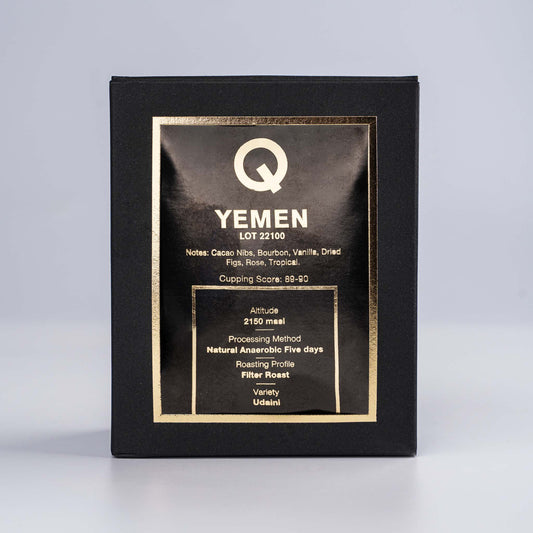 Q
YEMEN
LOT 22100
Notes: Cacao Nibs, Bourbon, Vanilla, Dried
Figs, Rose, Tropical.
Cupping Score: 89-90
Altitude
2150 masl
Processing Method
Natural Anaerobic Five days
Roasting Profile
Filter Roast
Variety
Udaini